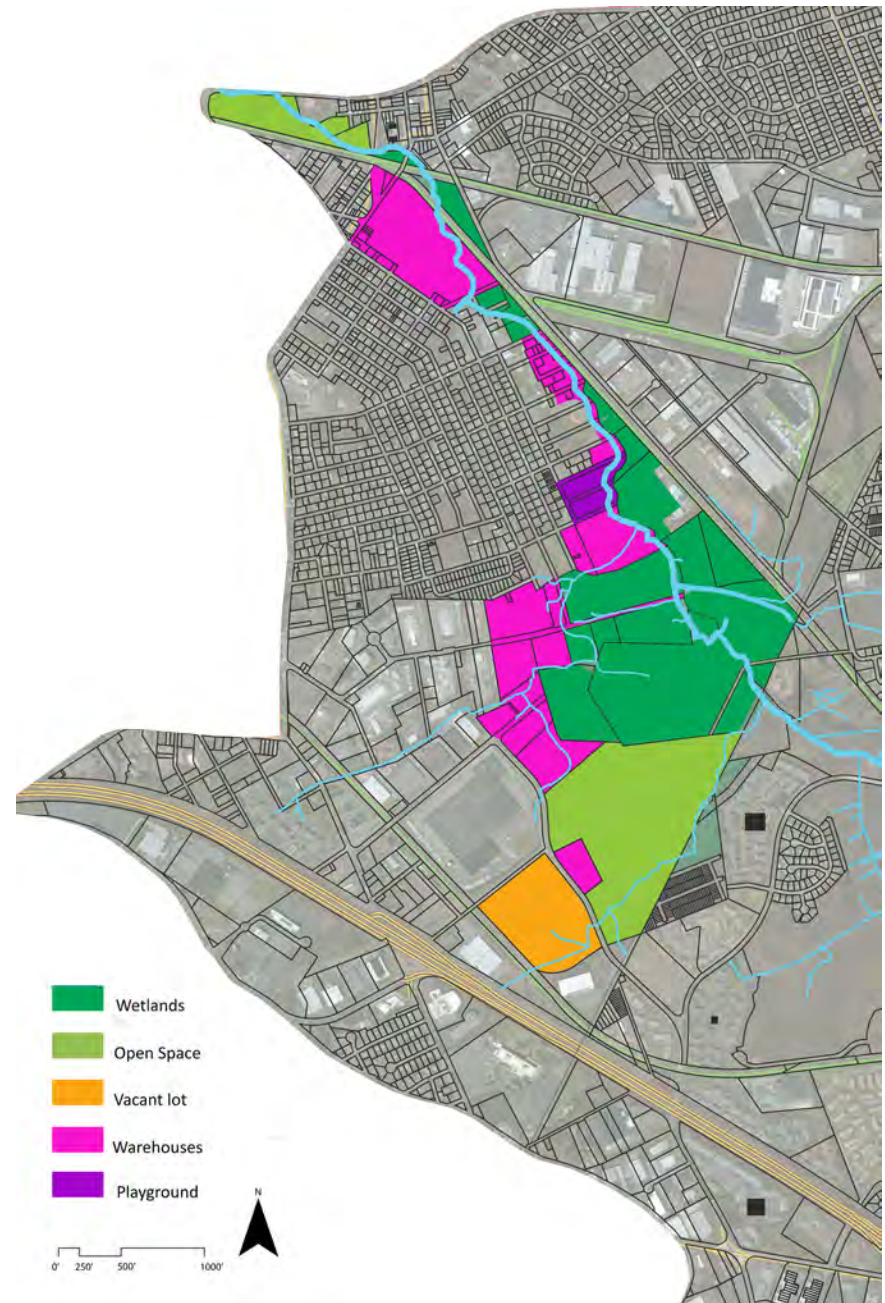 Wetlands
Open Space
Vacant lot
Warehouses
Playground
N
0' 250' 500' 1000'